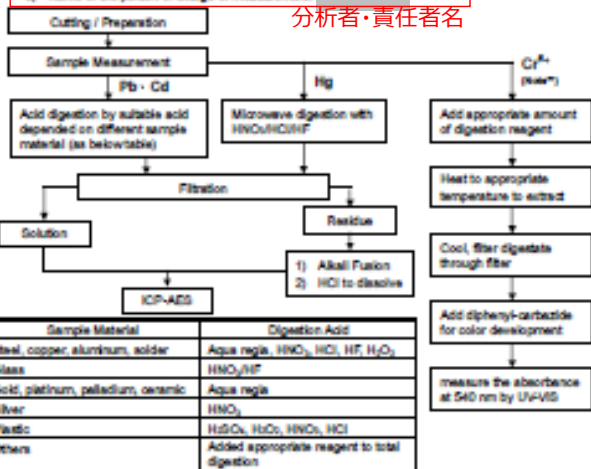 分析者・責任者名
Cutting / Preparation
Sample Measurement
Pb・Cd
Hg
Cr⁶⁺
Acid digestion by suitable acid
depended on different sample
material (as below table)
Microwave digestion with
HNO₃/HCl/HF
Add appropriate amount
of digestion reagent
Filtration
Heat to appropriate
temperature to extract
Solution
Residue
1) Alkali Fusion
2) HCl to dissolve
Cool, filter digestate
through filter
ICP-AES
Add diphenyl-carbazide
for color development
measure the absorbance
at 540 nm by UV-VIS
Sample Material Digestion Acid
teel, copper, aluminum, solder Aqua regia, HNO₃, HCl, HF, H₂O₂
lass HNO₃/HF
old, platinum, palladium, ceramic Aqua regia
ilver HNO₃
lastic H₂SO₄, H₂O₂, HNO₃, HCl
thers Added appropriate reagent to total
digestion